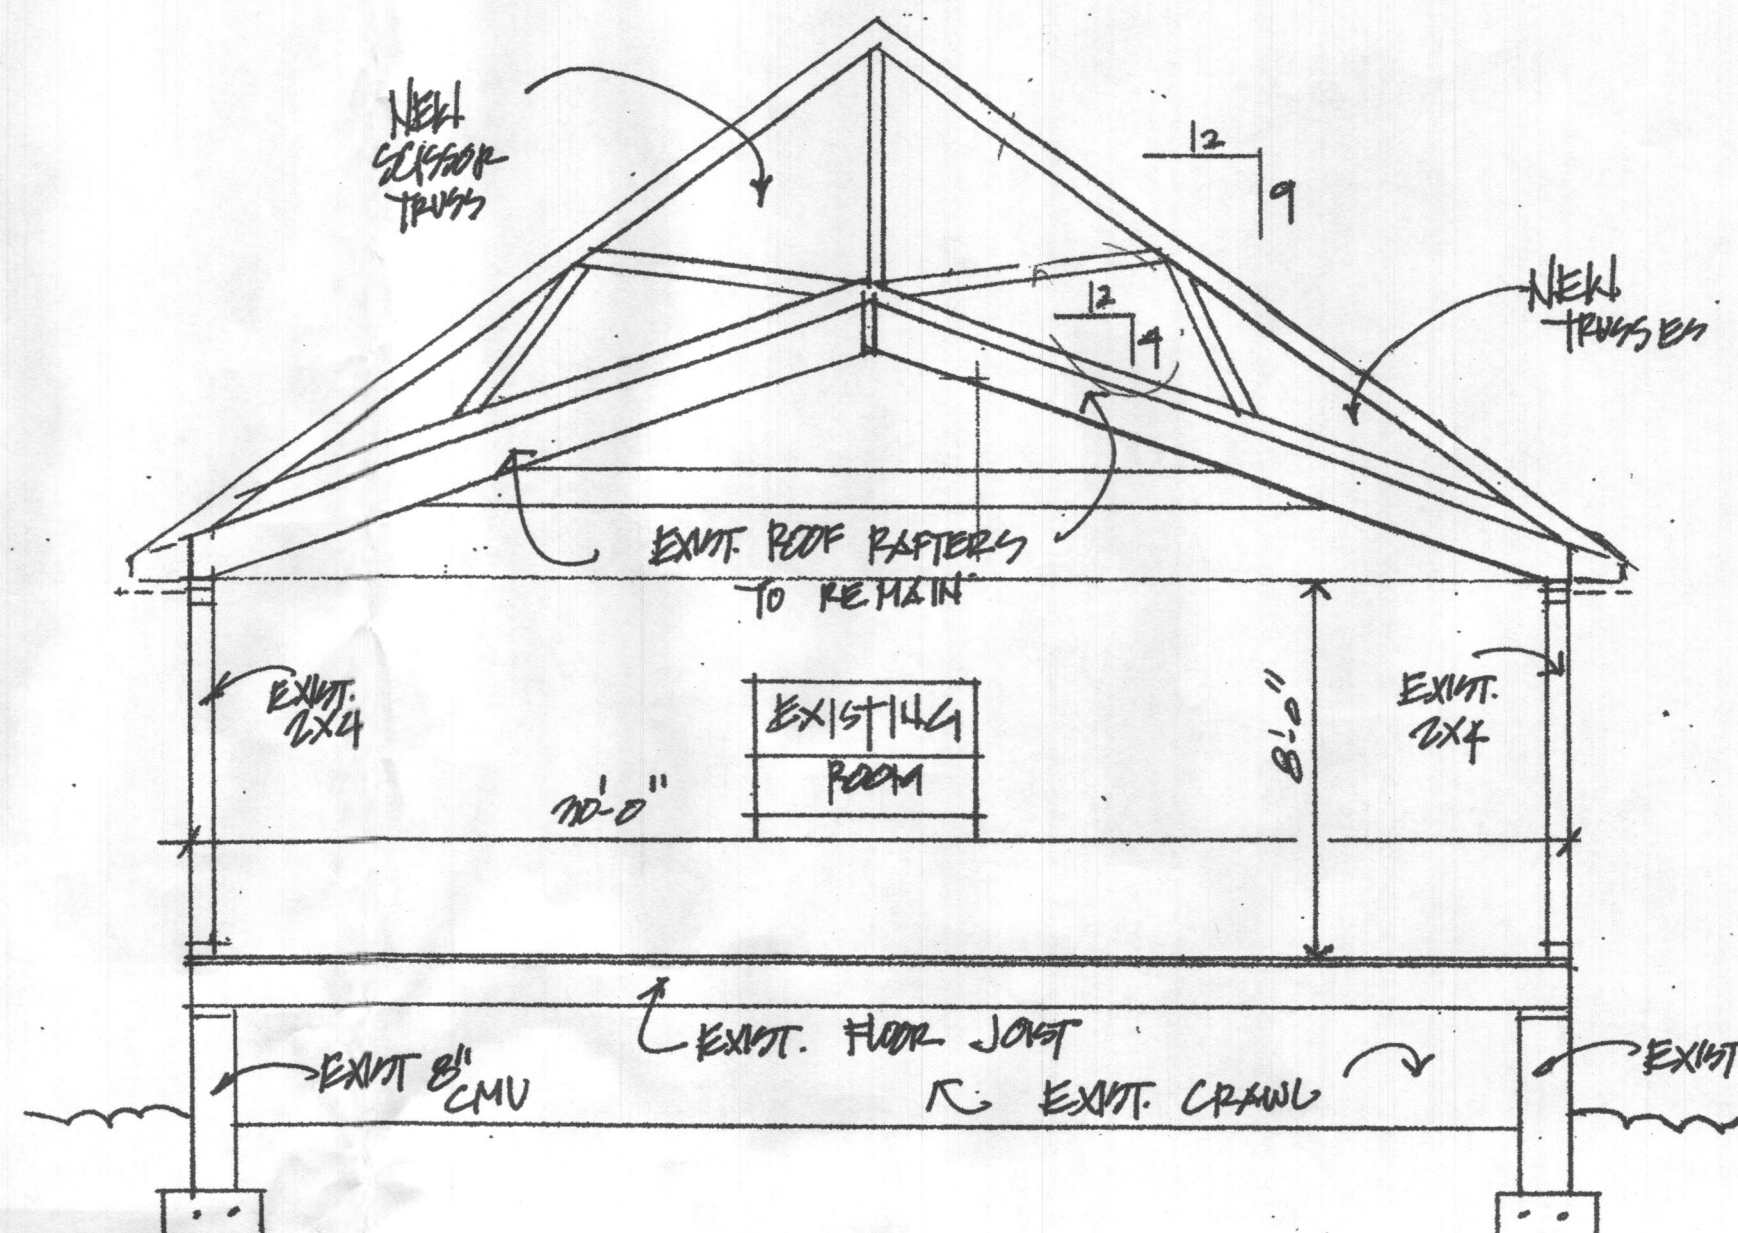 NEW
SCISSOR
TRUSS
12
9
NEW
TRUSSES
12
4
EXIST. ROOF RAFTERS
TO REMAIN
EXIST.
2X4
EXISTING
ROOM
30'-0"
8'-0"
EXIST.
2X4
EXIST. FLOOR JOIST
EXIST 8"
CMU
EXIST. CRAWL
EXIST